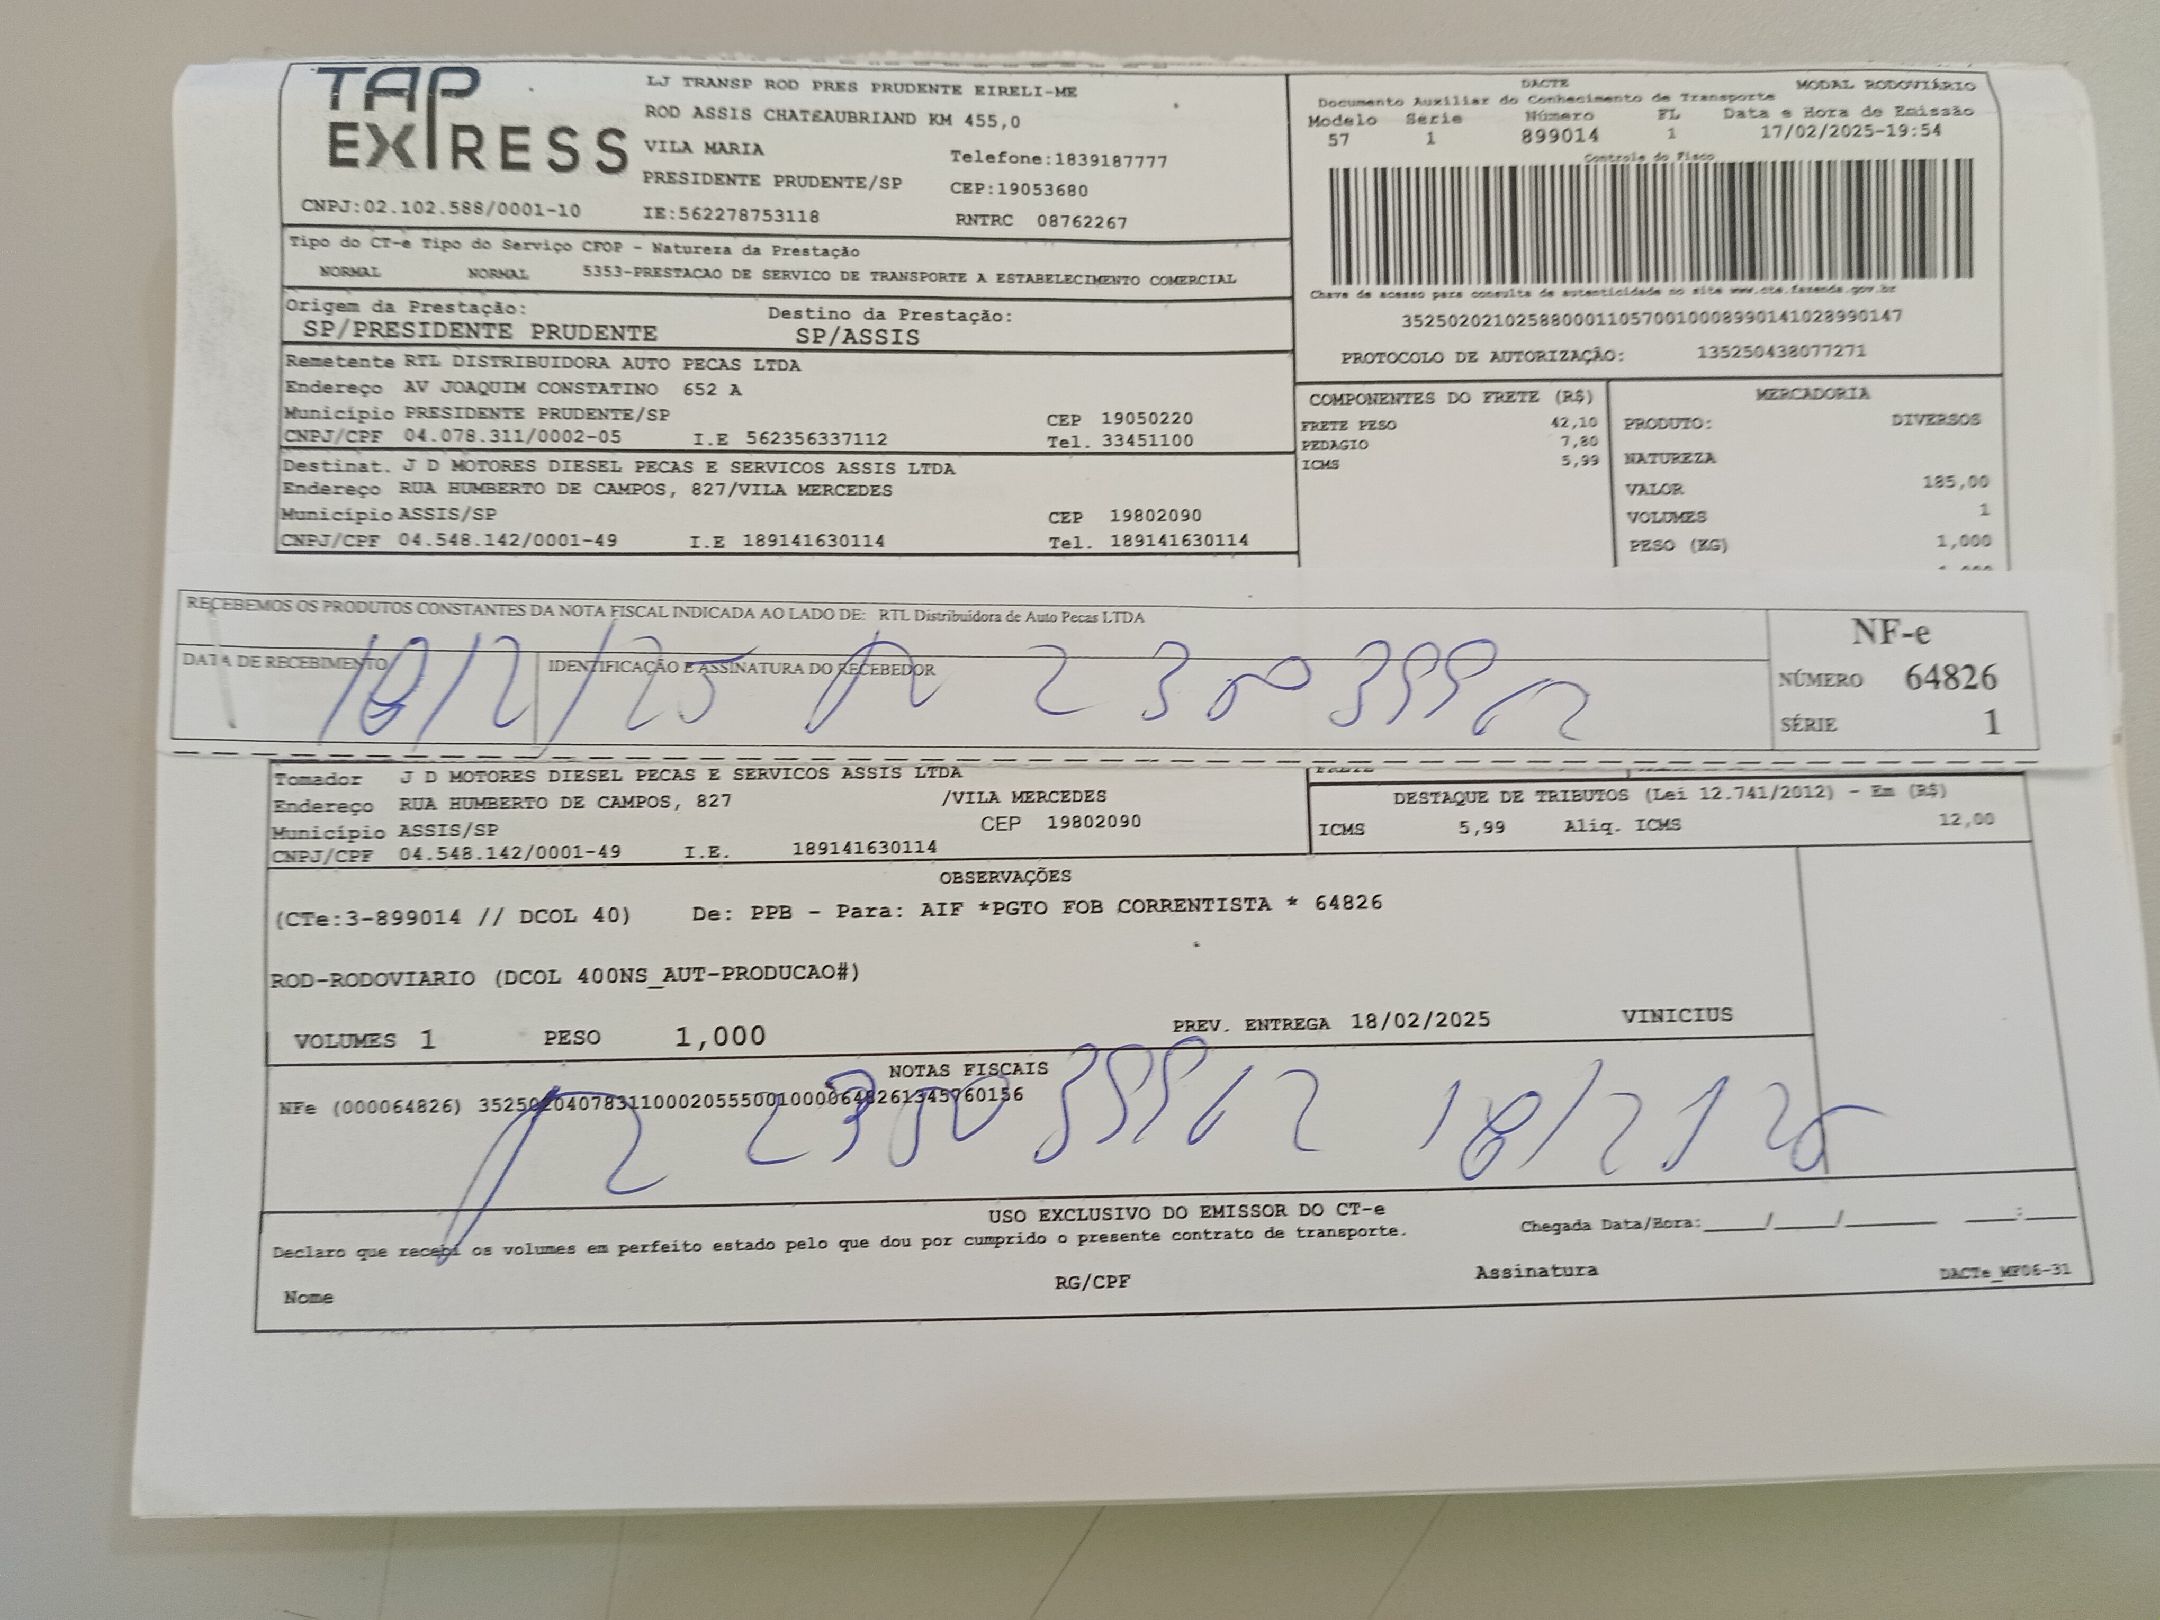 TAP EXPRESS
LJ TRANSP ROD PRES PRUDENTE EIRELI-ME
ROD ASSIS CHATEAUBRIAND KM 455,0
VILA MARIA Telefone:1839187777
PRESIDENTE PRUDENTE/SP CEP:19053680
CNPJ:02.102.588/0001-10 IE:562278753118 RNTRC 08762267
DACTE MODAL RODOVIÁRIO
Documento Auxiliar do Conhecimento de Transporte
Modelo Série Número FL Data e Hora de Emissão
57 1 899014 1 17/02/2025-19:54
Controle do Fisco
Chave de acesso para consulta de autenticidade no site www.cte.fazenda.gov.br
35250202102588000110570010008990141028990147
PROTOCOLO DE AUTORIZAÇÃO: 135250438077271
Tipo do CT-e Tipo do Serviço CFOP - Natureza da Prestação
NORMAL NORMAL 5353-PRESTACAO DE SERVICO DE TRANSPORTE A ESTABELECIMENTO COMERCIAL
Origem da Prestação: Destino da Prestação:
SP/PRESIDENTE PRUDENTE SP/ASSIS
Remetente RTL DISTRIBUIDORA AUTO PECAS LTDA
Endereço AV JOAQUIM CONSTATINO 652 A
Município PRESIDENTE PRUDENTE/SP CEP 19050220
CNPJ/CPF 04.078.311/0002-05 I.E 562356337112 Tel. 33451100
Destinat. J D MOTORES DIESEL PECAS E SERVICOS ASSIS LTDA
Endereço RUA HUMBERTO DE CAMPOS, 827/VILA MERCEDES
Município ASSIS/SP CEP 19802090
CNPJ/CPF 04.548.142/0001-49 I.E 189141630114 Tel. 189141630114
COMPONENTES DO FRETE (R$)
FRETE PESO 42,10
PEDAGIO 7,80
ICMS 5,99
MERCADORIA
PRODUTO: DIVERSOS
NATUREZA
VALOR 185,00
VOLUMES 1
PESO (KG) 1,000
RECEBEMOS OS PRODUTOS CONSTANTES DA NOTA FISCAL INDICADA AO LADO DE: RTL Distribuidora de Auto Pecas LTDA
DATA DE RECEBIMENTO IDENTIFICAÇÃO E ASSINATURA DO RECEBEDOR
18/2/25
NF-e
NÚMERO 64826
SÉRIE 1
Tomador J D MOTORES DIESEL PECAS E SERVICOS ASSIS LTDA
Endereço RUA HUMBERTO DE CAMPOS, 827 /VILA MERCEDES
Município ASSIS/SP CEP 19802090
CNPJ/CPF 04.548.142/0001-49 I.E. 189141630114
DESTAQUE DE TRIBUTOS (Lei 12.741/2012) - Em (R$)
ICMS 5,99 Aliq. ICMS 12,00
OBSERVAÇÕES
(CTe:3-899014 // DCOL 40) De: PPB - Para: AIF *PGTO FOB CORRENTISTA * 64826
ROD-RODOVIARIO (DCOL 400NS_AUT-PRODUCAO#)
VOLUMES 1 PESO 1,000 PREV. ENTREGA 18/02/2025 VINICIUS
NOTAS FISCAIS
NFe (000064826) 35250204078311000205550010000648261345760156
18/2/25
USO EXCLUSIVO DO EMISSOR DO CT-e
Declaro que recebi os volumes em perfeito estado pelo que dou por cumprido o presente contrato de transporte.
Chegada Data/Hora:_____/_____/_______ ____:____
Nome RG/CPF Assinatura DACTe_MF06-31